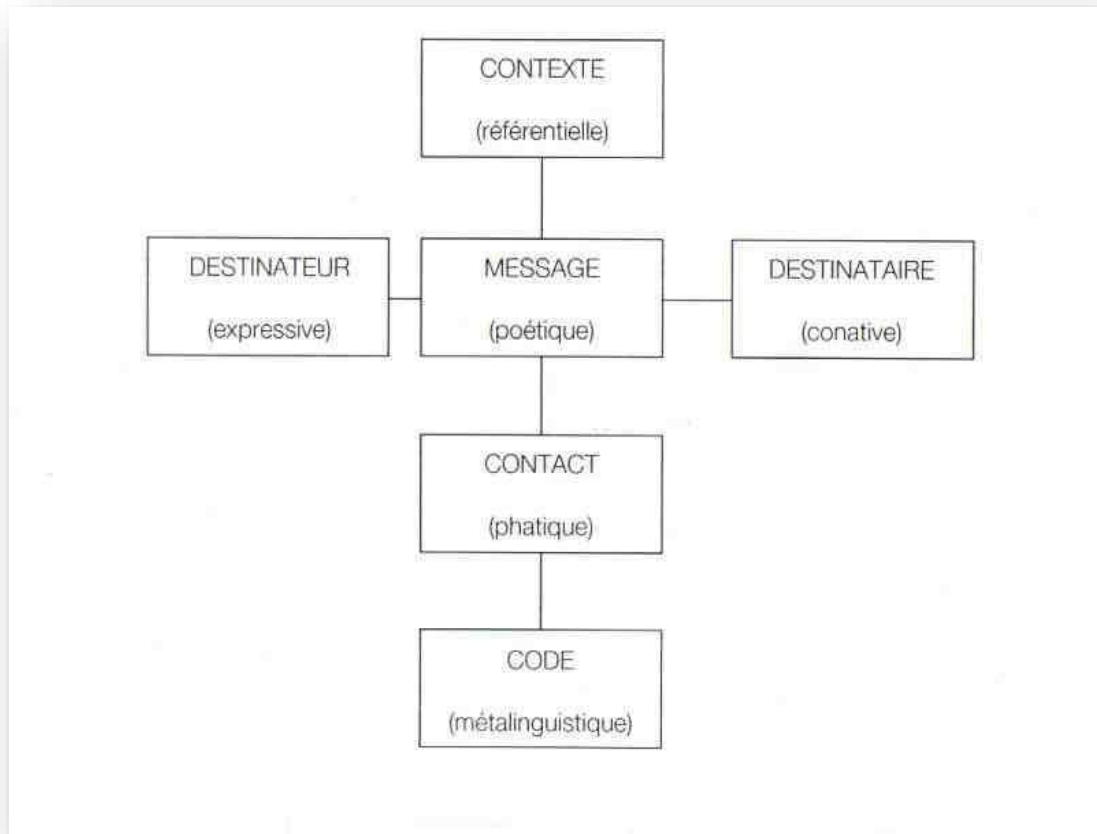 CONTEXTE
(référentielle)
DESTINATEUR
(expressive)
MESSAGE
(poétique)
DESTINATAIRE
(conative)
CONTACT
(phatique)
CODE
(métalinguistique)